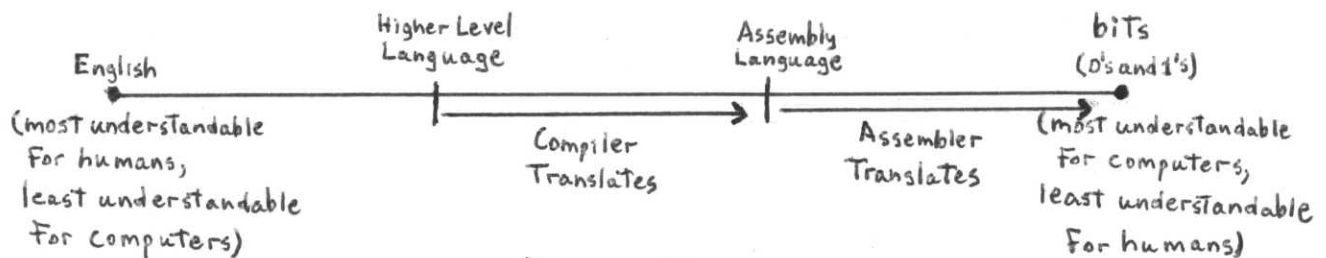 English
(most understandable
for humans,
least understandable
for computers)
Higher Level
Language
Compiler
Translates
Assembly
Language
Assembler
Translates
bits
(0's and 1's)
(most understandable
for computers,
least understandable
for humans)